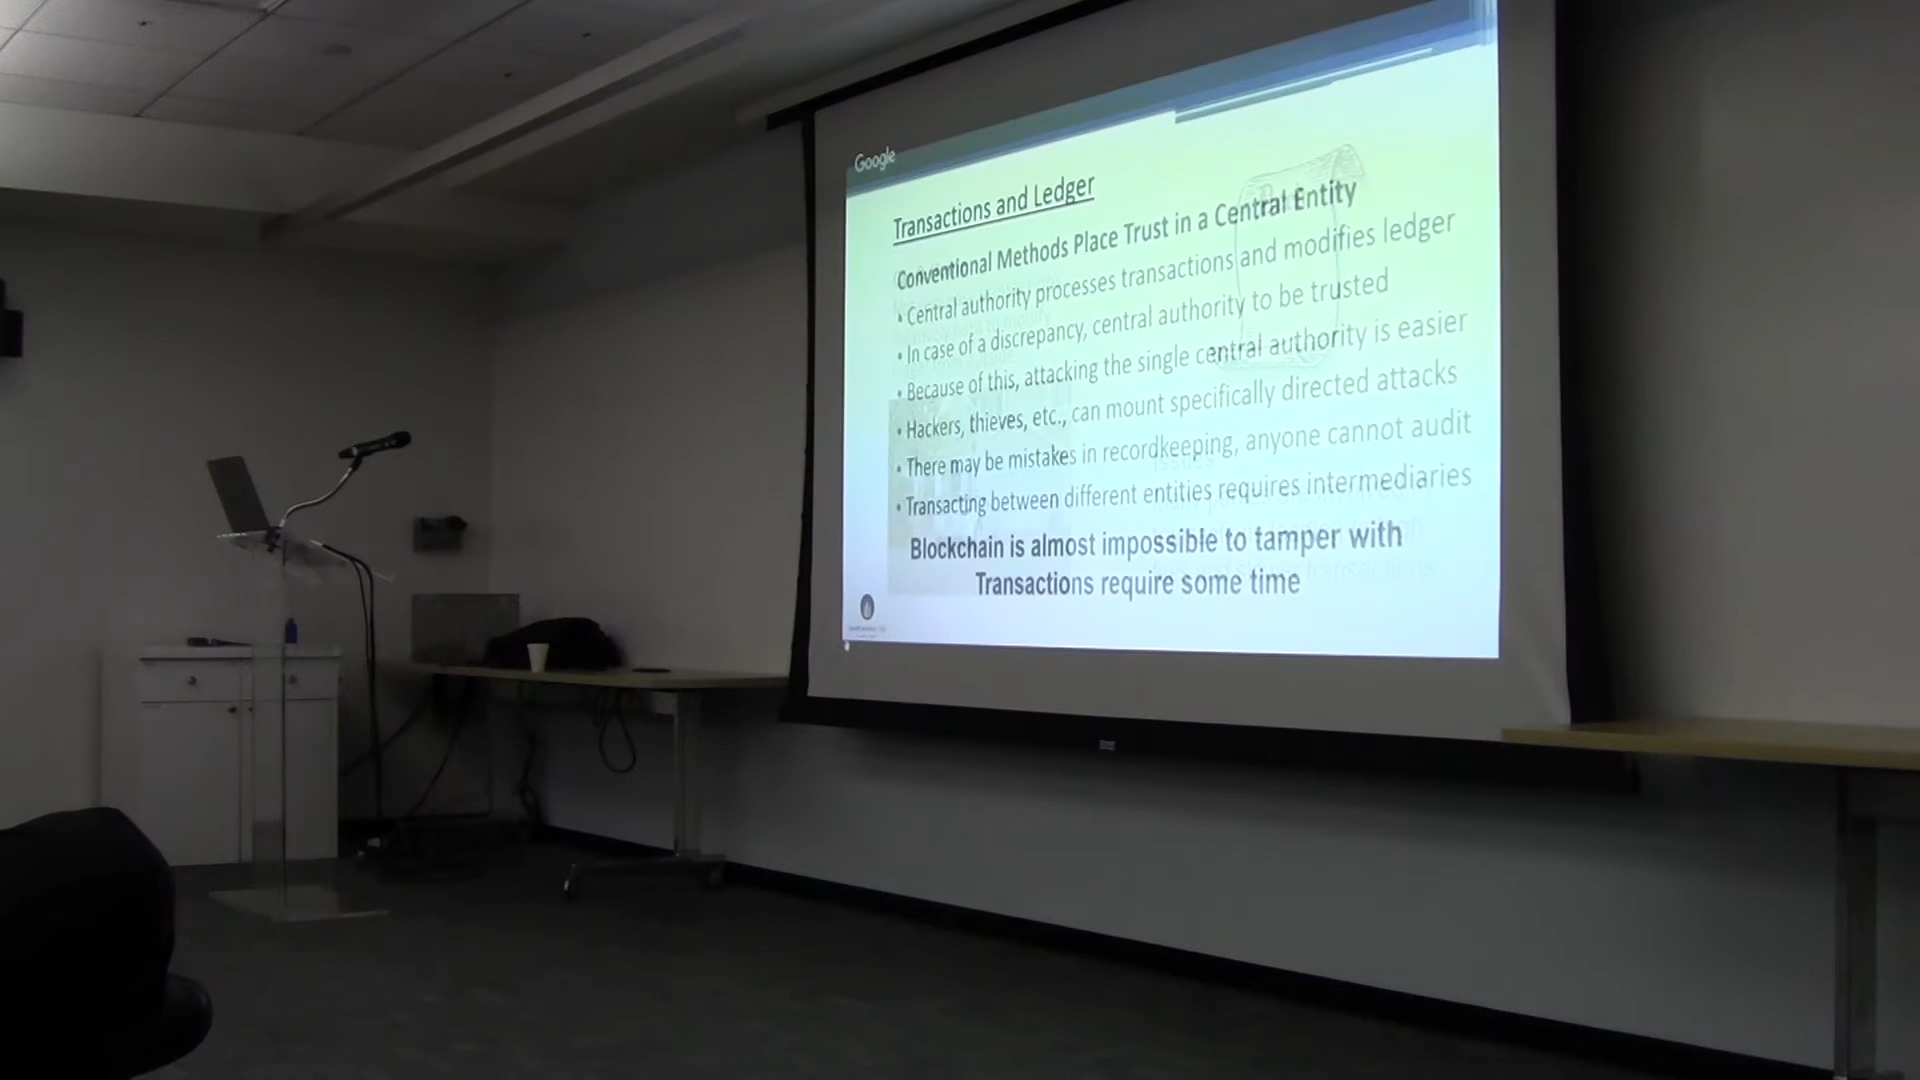 Google
Transactions and Ledger
Conventional Methods Place Trust in a Central Entity
• Central authority processes transactions and modifies ledger
• In case of a discrepancy, central authority to be trusted
• Because of this, attacking the single central authority is easier
• Hackers, thieves, etc., can mount specifically directed attacks
• There may be mistakes in recordkeeping, anyone cannot audit
• Transacting between different entities requires intermediaries
Blockchain is almost impossible to tamper with
Transactions require some time